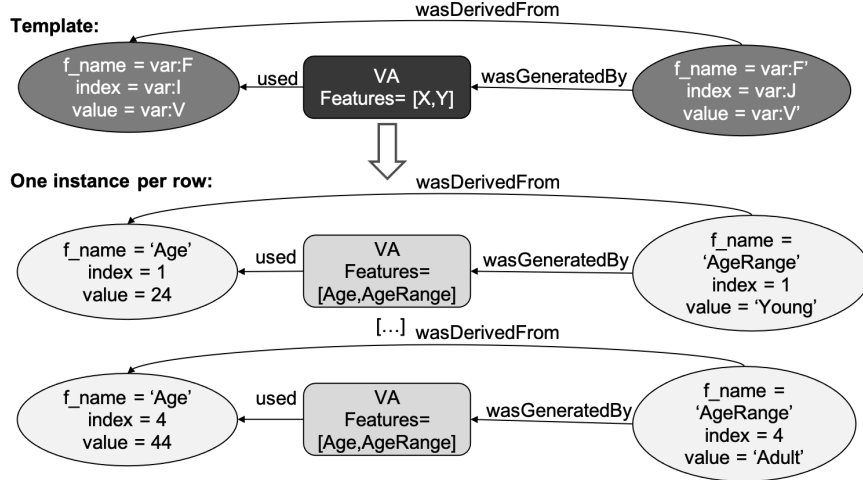 wasDerivedFrom
Template:
f_name = var:F
index = var:I
value = var:V
used
VA
Features= [X,Y]
wasGeneratedBy
f_name = var:F’
index = var:J
value = var:V’
One instance per row:
wasDerivedFrom
f_name = ‘Age’
index = 1
value = 24
used
VA
Features=
[Age,AgeRange]
wasGeneratedBy
f_name =
‘AgeRange’
index = 1
value = ‘Young’
[…]
wasDerivedFrom
f_name = ‘Age’
index = 4
value = 44
used
VA
Features=
[Age,AgeRange]
wasGeneratedBy
f_name =
‘AgeRange’
index = 4
value = ‘Adult’